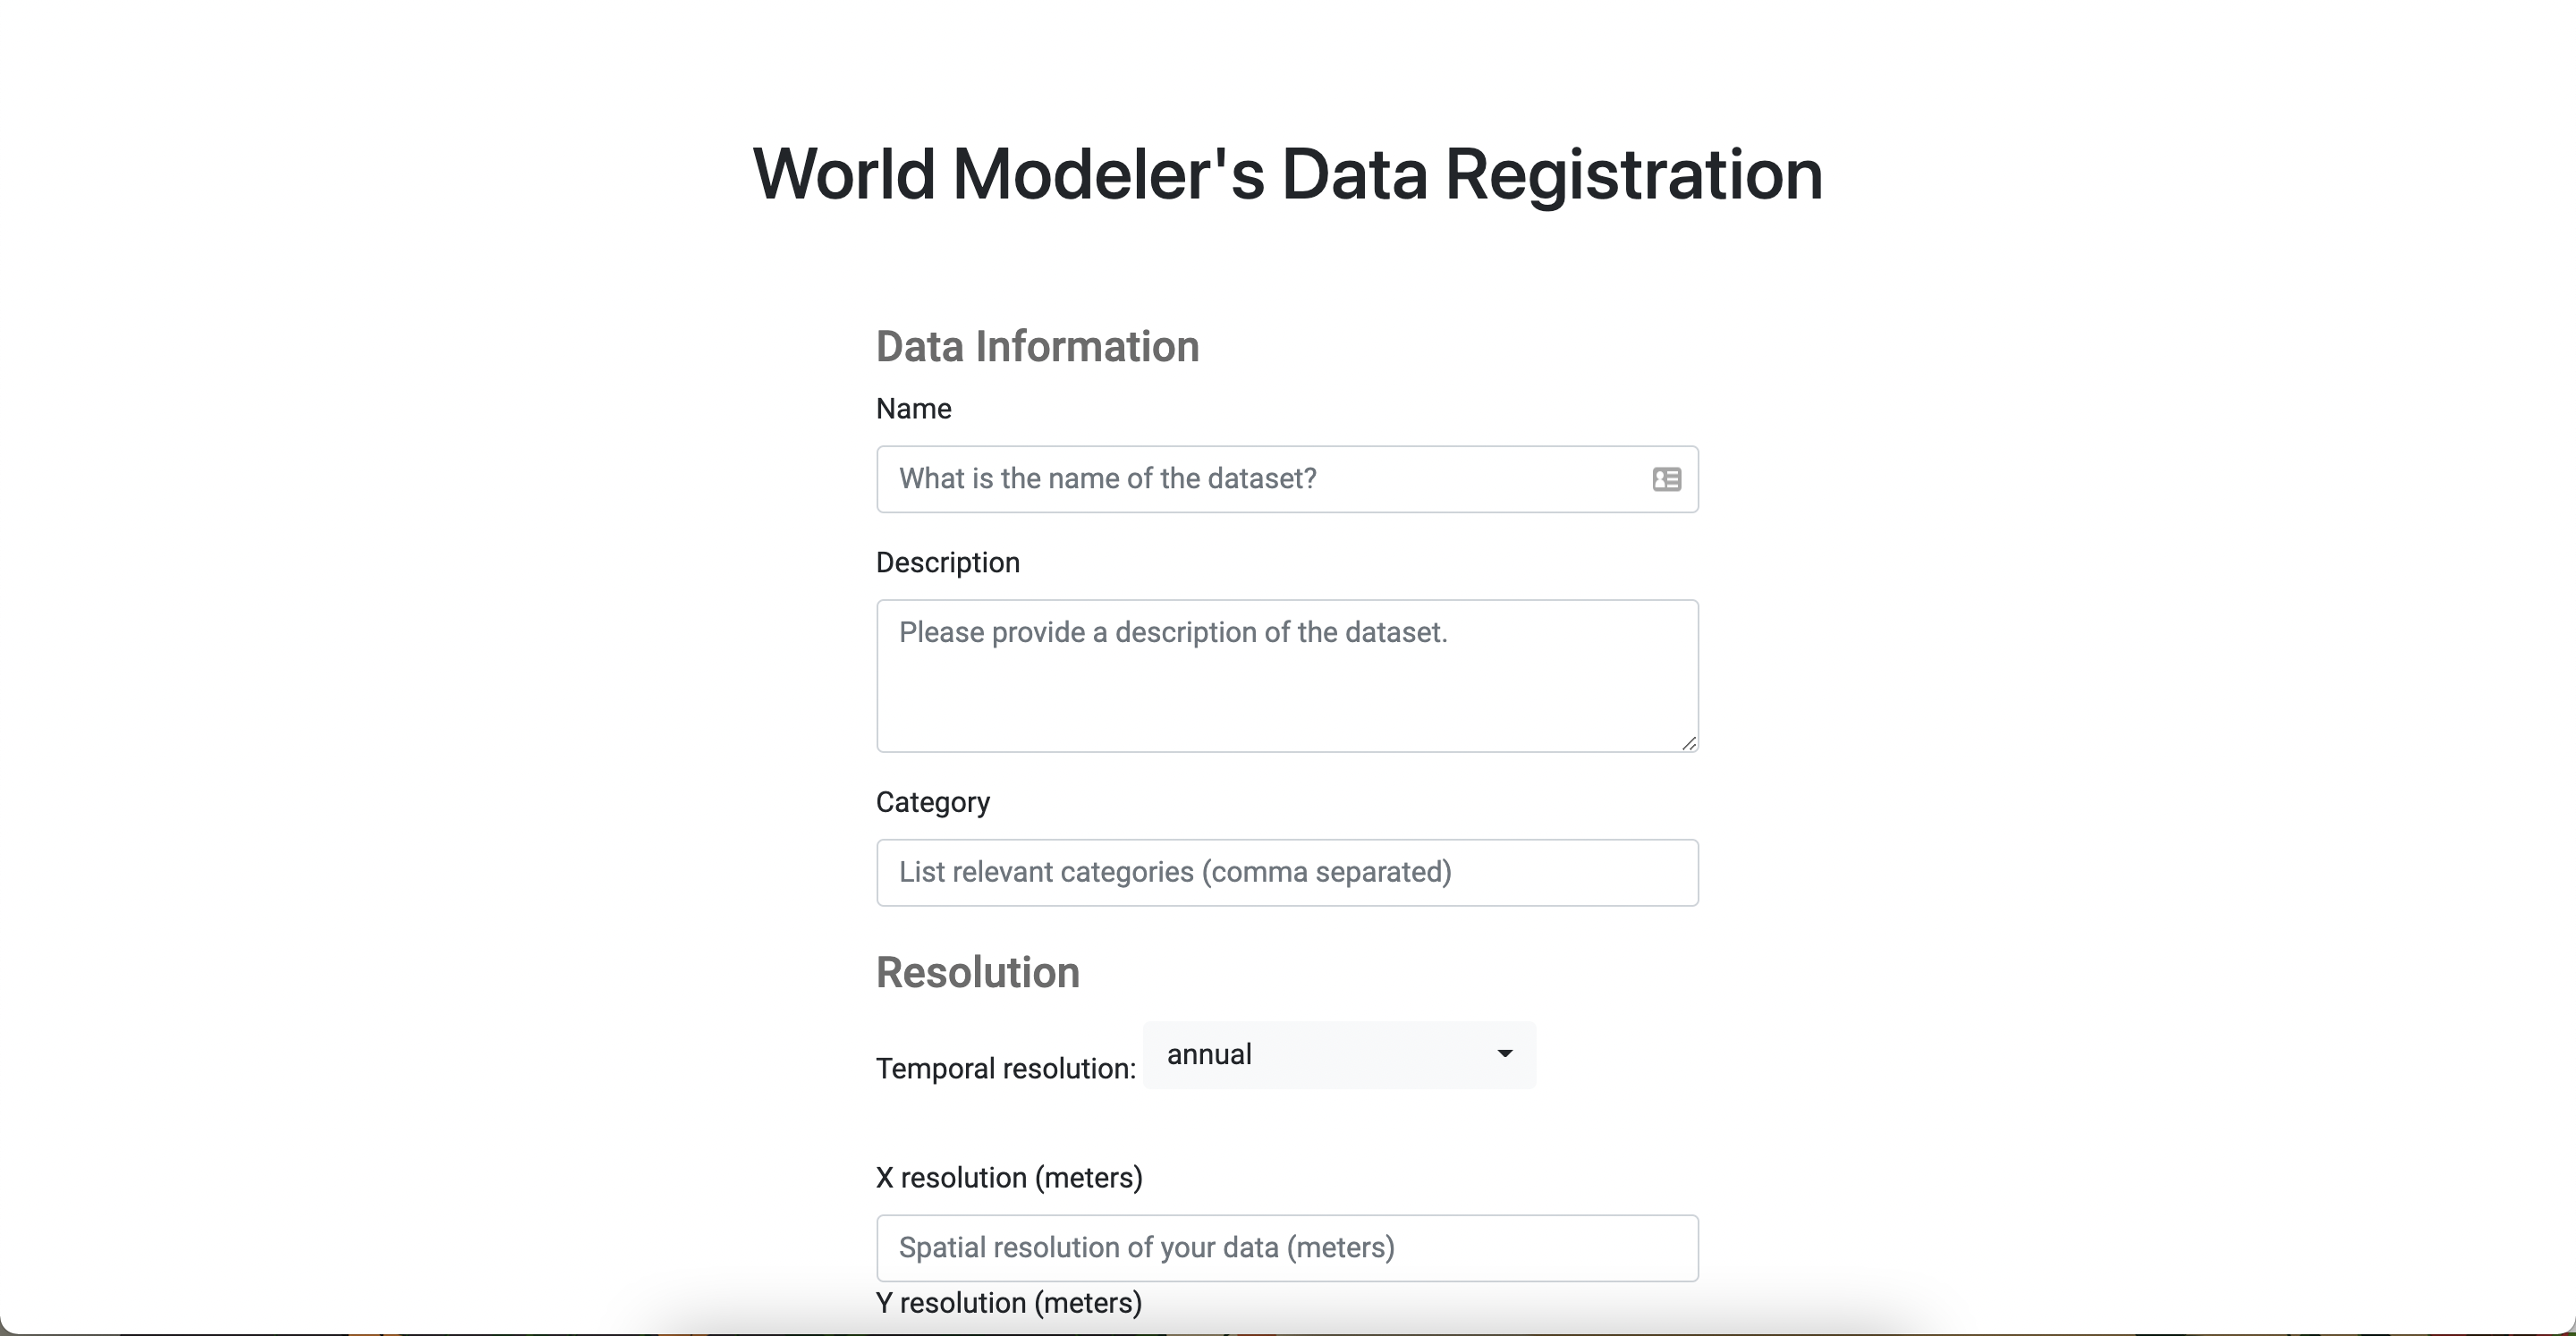 World Modeler's Data Registration
Data Information
Name
What is the name of the dataset?
Description
Please provide a description of the dataset.
Category
List relevant categories (comma separated)
Resolution
Temporal resolution: annual
X resolution (meters)
Spatial resolution of your data (meters)
Y resolution (meters)